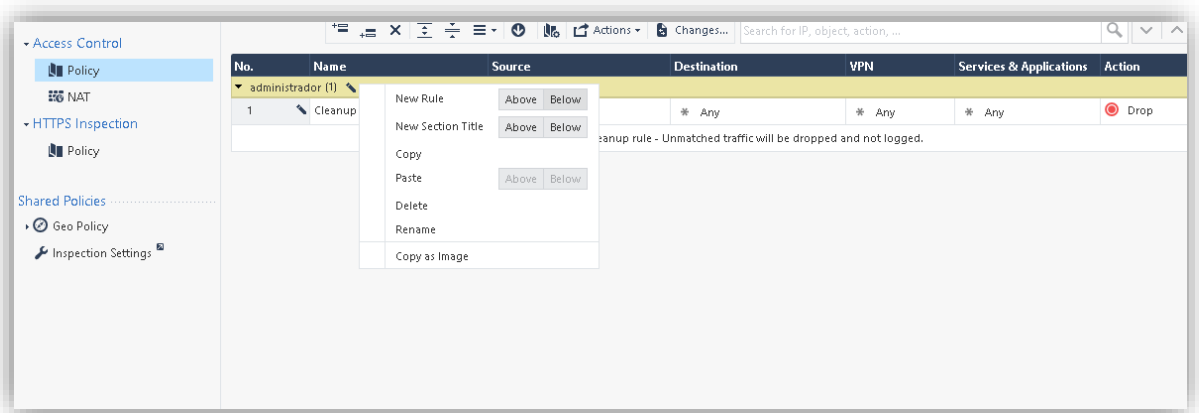 Access Control
Policy
NAT
HTTPS Inspection
Policy
Shared Policies
Geo Policy
Inspection Settings
Actions
Changes...
Search for IP, object, action, ...
No. Name Source Destination VPN Services & Applications Action
administrador (1)
1 Cleanup Any Any Any Drop
eanup rule - Unmatched traffic will be dropped and not logged.
New Rule Above Below
New Section Title Above Below
Copy
Paste Above Below
Delete
Rename
Copy as Image